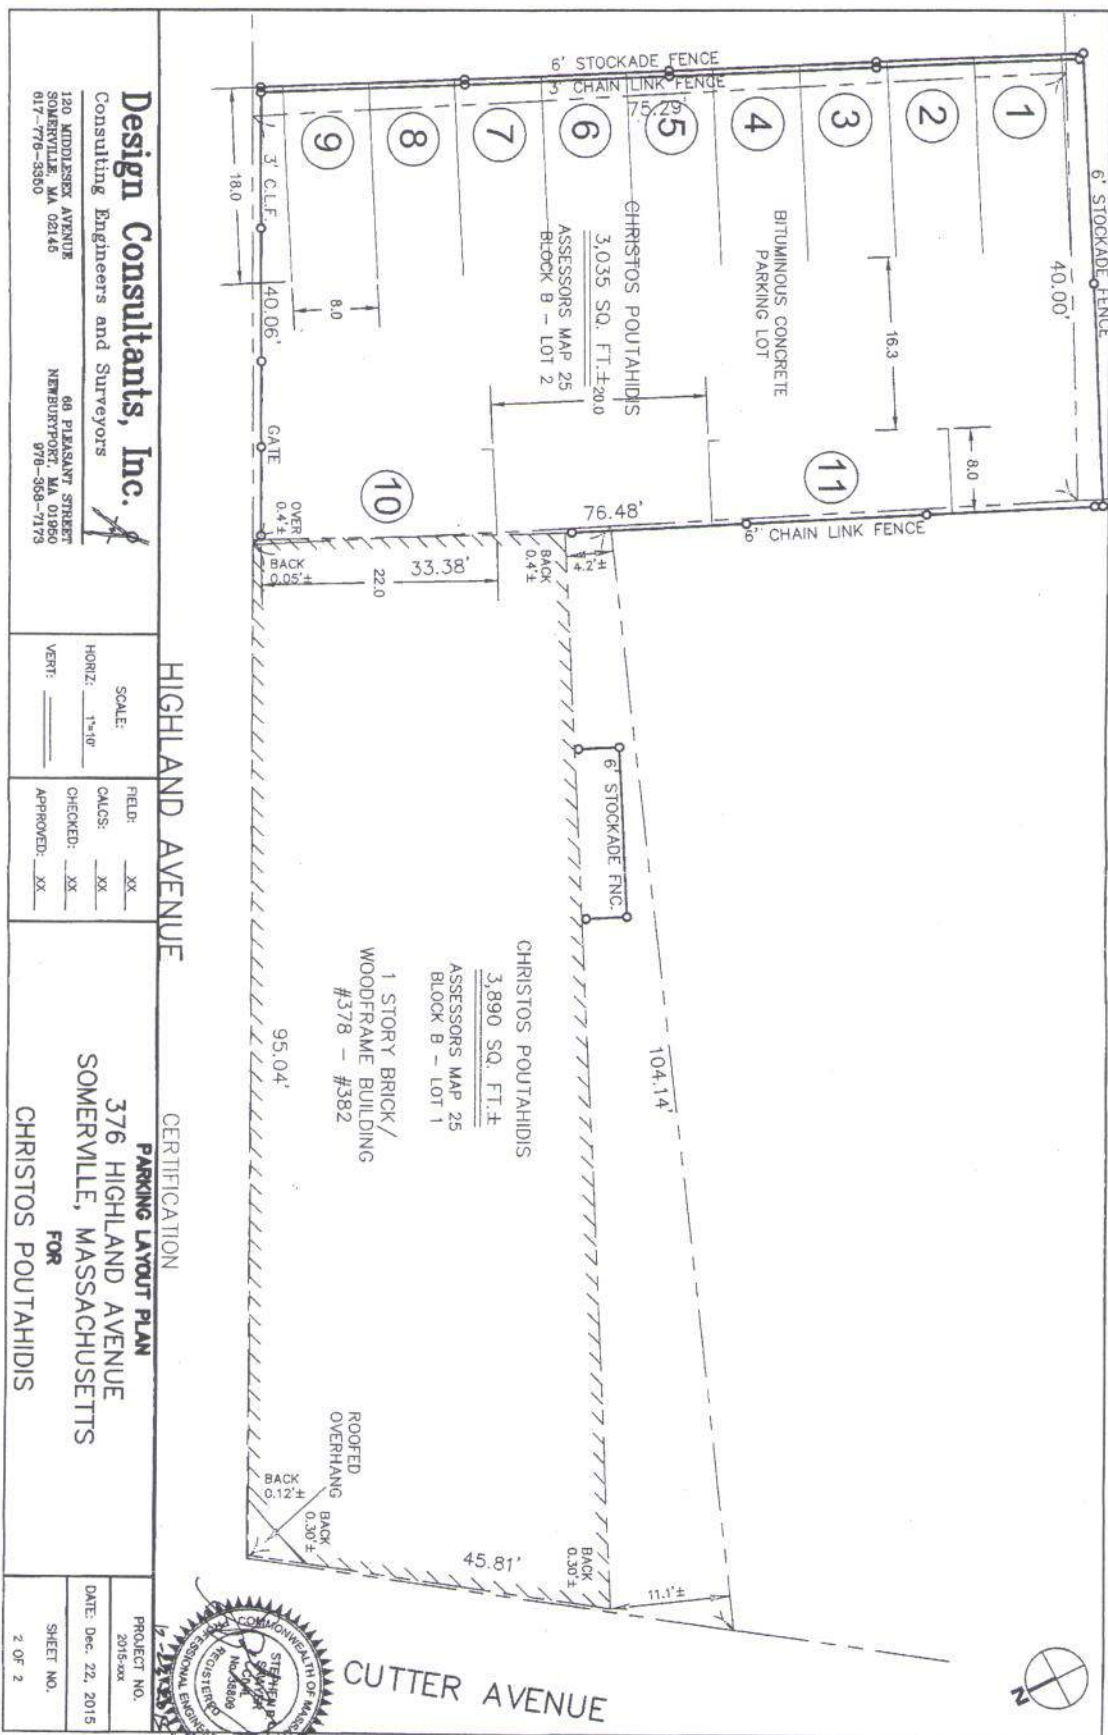 6' STOCKADE FENCE
3' CHAIN LINK FENCE
75.29'
6' STOCKADE FENCE
40.00'
1
2
3
4
5
6
7
8
9
10
11
3' C.L.F.
18.0
40.06'
8.0
GATE
OVER
0.4'±
BITUMINOUS CONCRETE
PARKING LOT
16.3
8.0
CHRISTOS POUTAHIDIS
3,035 SQ. FT.±
ASSESSORS MAP 25
BLOCK B - LOT 2
20.0
76.48'
6' CHAIN LINK FENCE
BACK
0.05'±
22.0
33.38'
BACK
0.4'±
4.2'±
6' STOCKADE FNC.
104.14'
CHRISTOS POUTAHIDIS
3,890 SQ. FT.±
ASSESSORS MAP 25
BLOCK B - LOT 1
1 STORY BRICK/
WOODFRAME BUILDING
#378 - #382
95.04'
ROOFED
OVERHANG
BACK
0.12'±
BACK
0.30'±
45.81'
BACK
0.30'±
11.1'±
HIGHLAND AVENUE
CUTTER AVENUE
N
CERTIFICATION
COMMONWEALTH OF
CIVIL
No. 38809
REGISTERED
PROFESSIONAL ENGINEER
Design Consultants, Inc.
Consulting Engineers and Surveyors
120 MIDDLESEX AVENUE
SOMERVILLE, MA 02145
617-776-3350
68 PLEASANT STREET
NEWBURYPORT, MA 01950
978-358-7173
SCALE:
HORIZ: 1"=10'
VERT:
FIELD: XX
CALCS: XX
CHECKED: XX
APPROVED: XX
PARKING LAYOUT PLAN
376 HIGHLAND AVENUE
SOMERVILLE, MASSACHUSETTS
FOR
CHRISTOS POUTAHIDIS
PROJECT NO.
2015-XXX
DATE: Dec. 22, 2015
SHEET NO.
2 OF 2